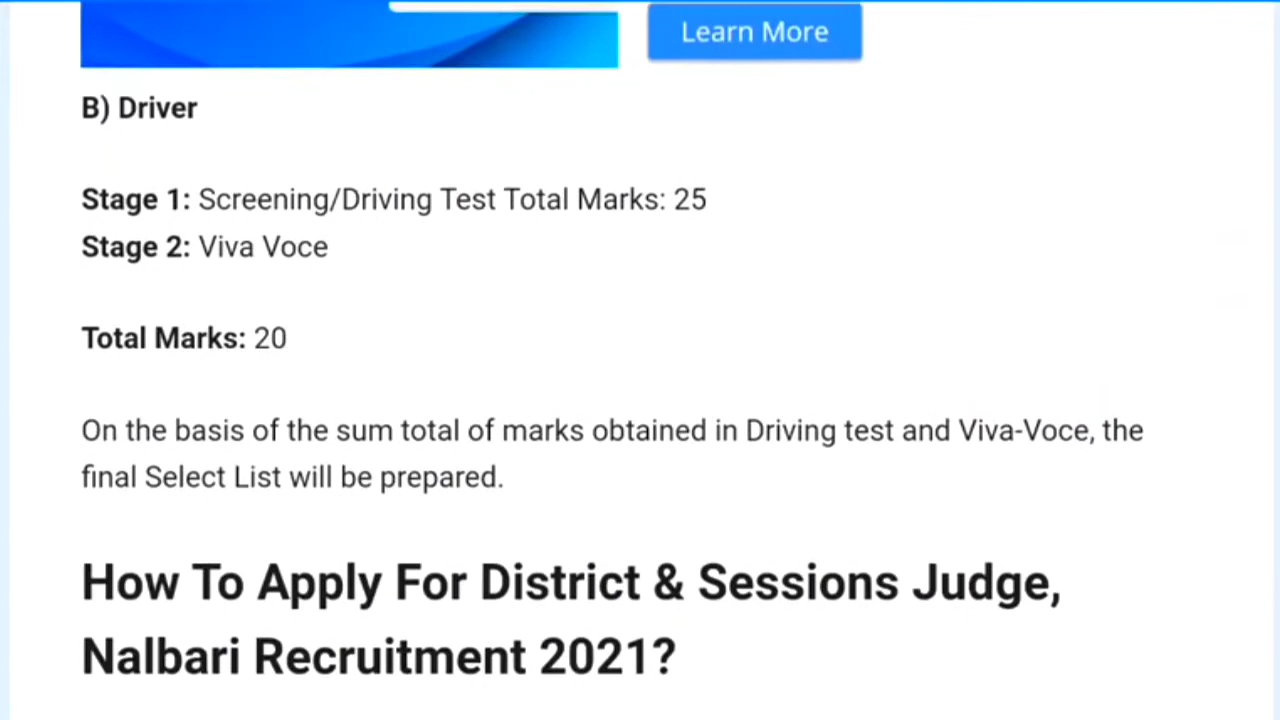 Learn More
B) Driver
Stage 1: Screening/Driving Test Total Marks: 25
Stage 2: Viva Voce
Total Marks: 20
On the basis of the sum total of marks obtained in Driving test and Viva-Voce, the
final Select List will be prepared.
How To Apply For District & Sessions Judge,
Nalbari Recruitment 2021?